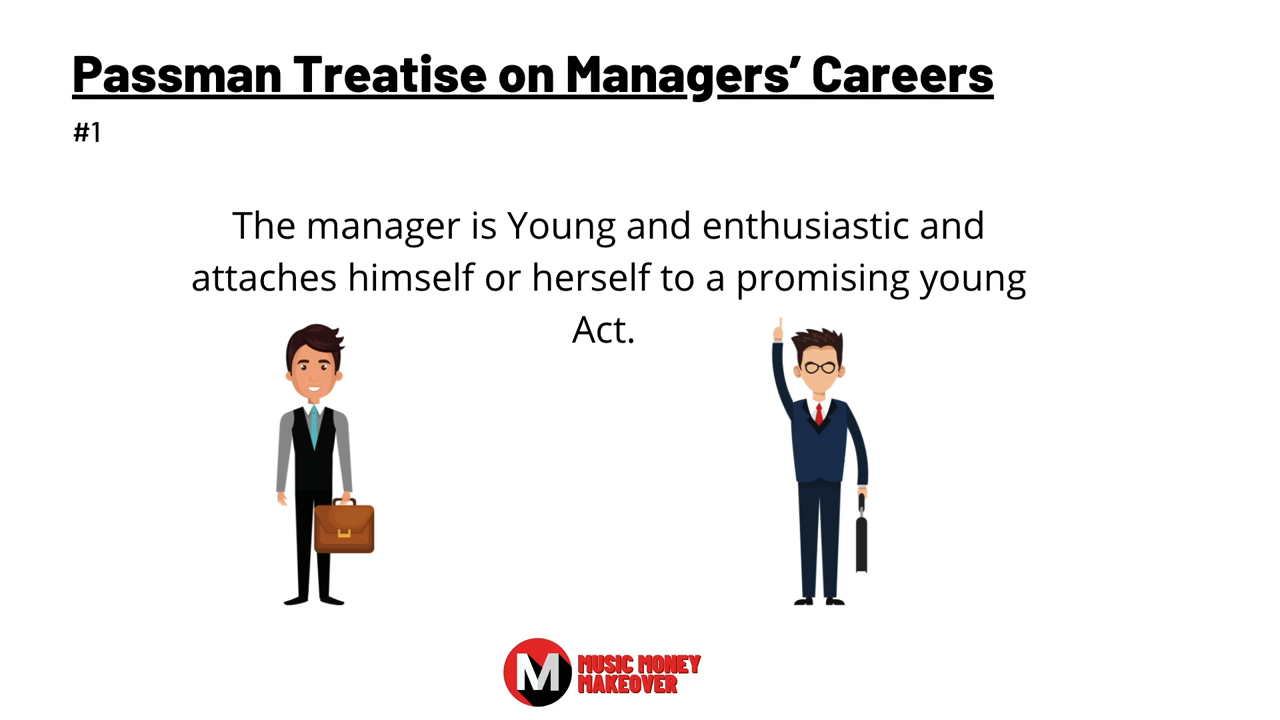 Passman Treatise on Managers’ Careers
#1
The manager is Young and enthusiastic and
attaches himself or herself to a promising young
Act.
M
MUSIC MONEY
MAKEOVER